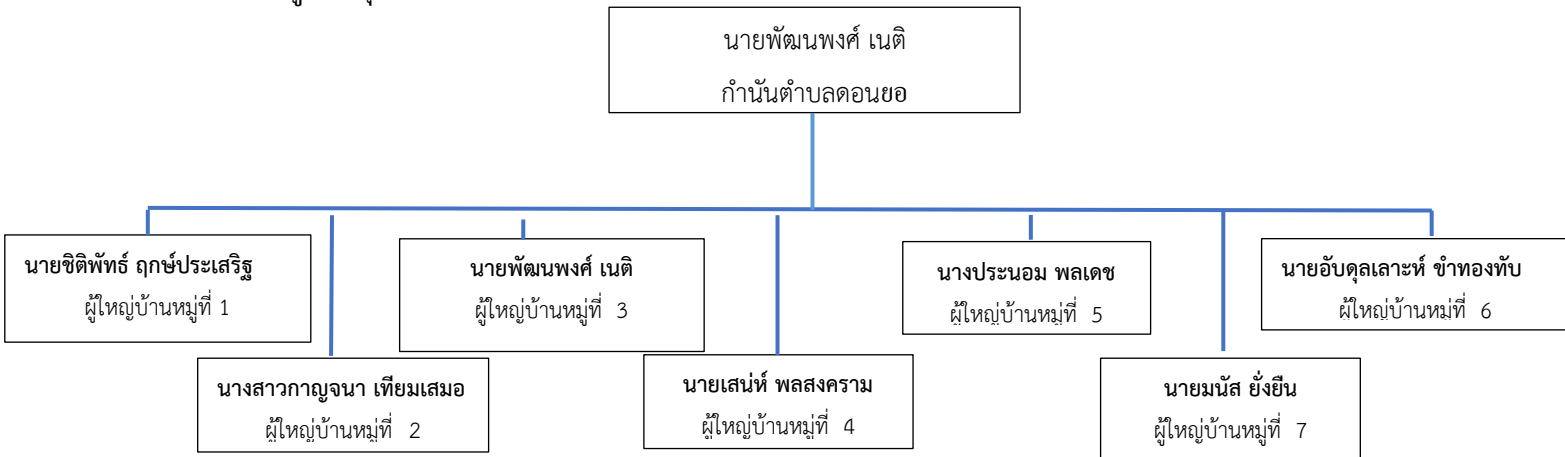 นายพัฒนพงศ์ เนติ
กำนันตำบลดอนยอ
นายชิติพัทธ์ ฤกษ์ประเสริฐ
ผู้ใหญ่บ้านหมู่ที่ 1
นางสาวกาญจนา เทียมเสมอ
ผู้ใหญ่บ้านหมู่ที่ 2
นายพัฒนพงศ์ เนติ
ผู้ใหญ่บ้านหมู่ที่ 3
นายเสน่ห์ พลสงคราม
ผู้ใหญ่บ้านหมู่ที่ 4
นางประนอม พลเดช
ผู้ใหญ่บ้านหมู่ที่ 5
นายอับดุลเลาะห์ ขำทองทับ
ผู้ใหญ่บ้านหมู่ที่ 6
นายมนัส ยั่งยืน
ผู้ใหญ่บ้านหมู่ที่ 7